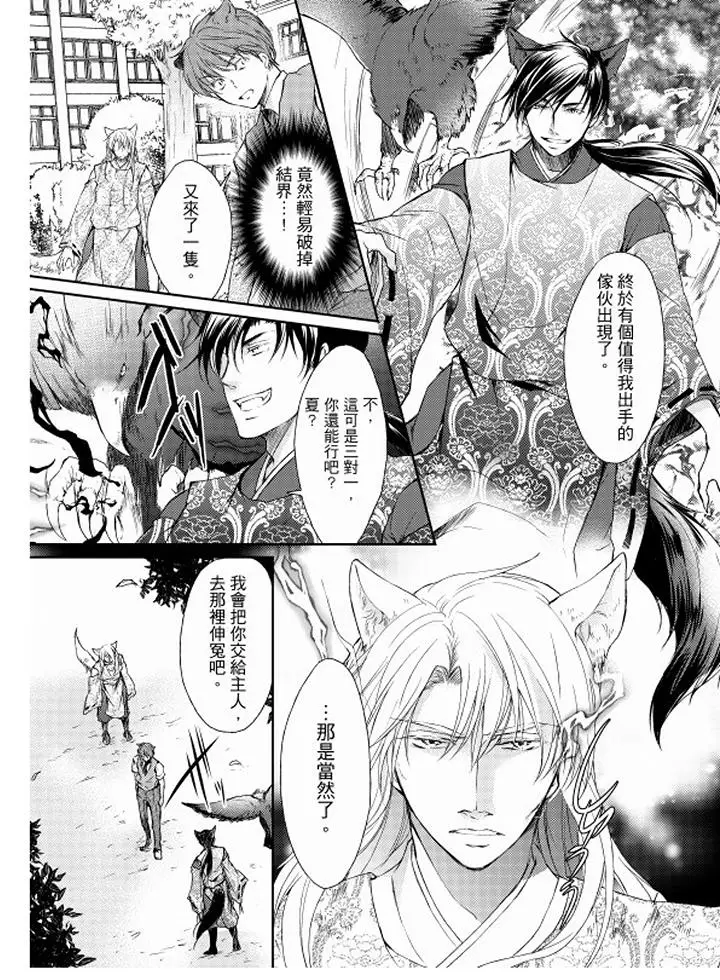 終於有個值得我出手的
傢伙出現了。
竟然輕易破掉
結界…！
又來了一隻。
不，
這可是三對一，
你還能行吧？
夏？
…那是當然了。
我會把你交給主人，
去那裡伸冤吧。